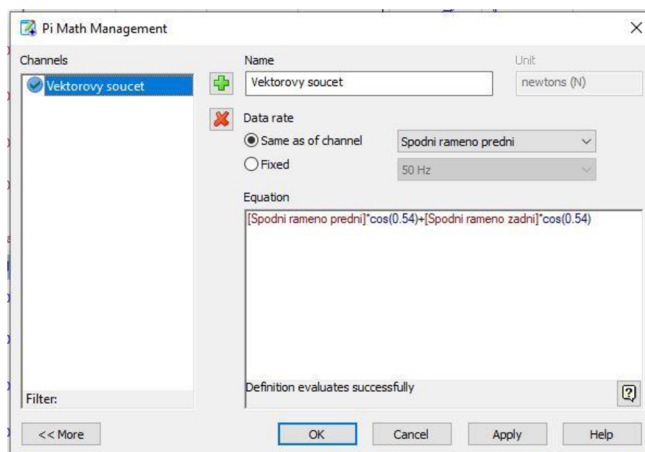 Pi Math Management
Channels
Vektorovy soucet
Filter:
<< More
Name
Vektorovy soucet
Unit
newtons (N)
Data rate
Same as of channel
Spodni rameno predni
Fixed
50 Hz
Equation
[Spodni rameno predni]*cos(0.54)+[Spodni rameno zadni]*cos(0.54)
Definition evaluates successfully
OK
Cancel
Apply
Help